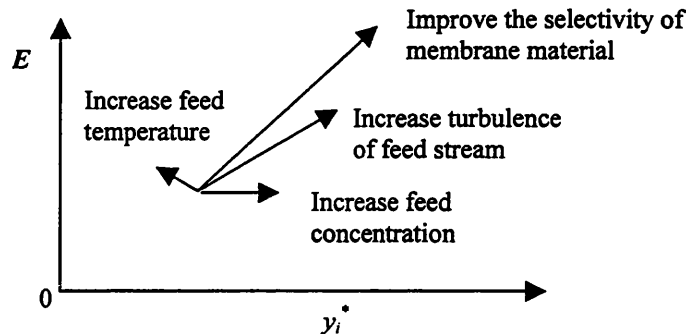 Improve the selectivity of
membrane material
E
Increase feed
temperature
Increase turbulence
of feed stream
Increase feed
concentration
0
y_i^*